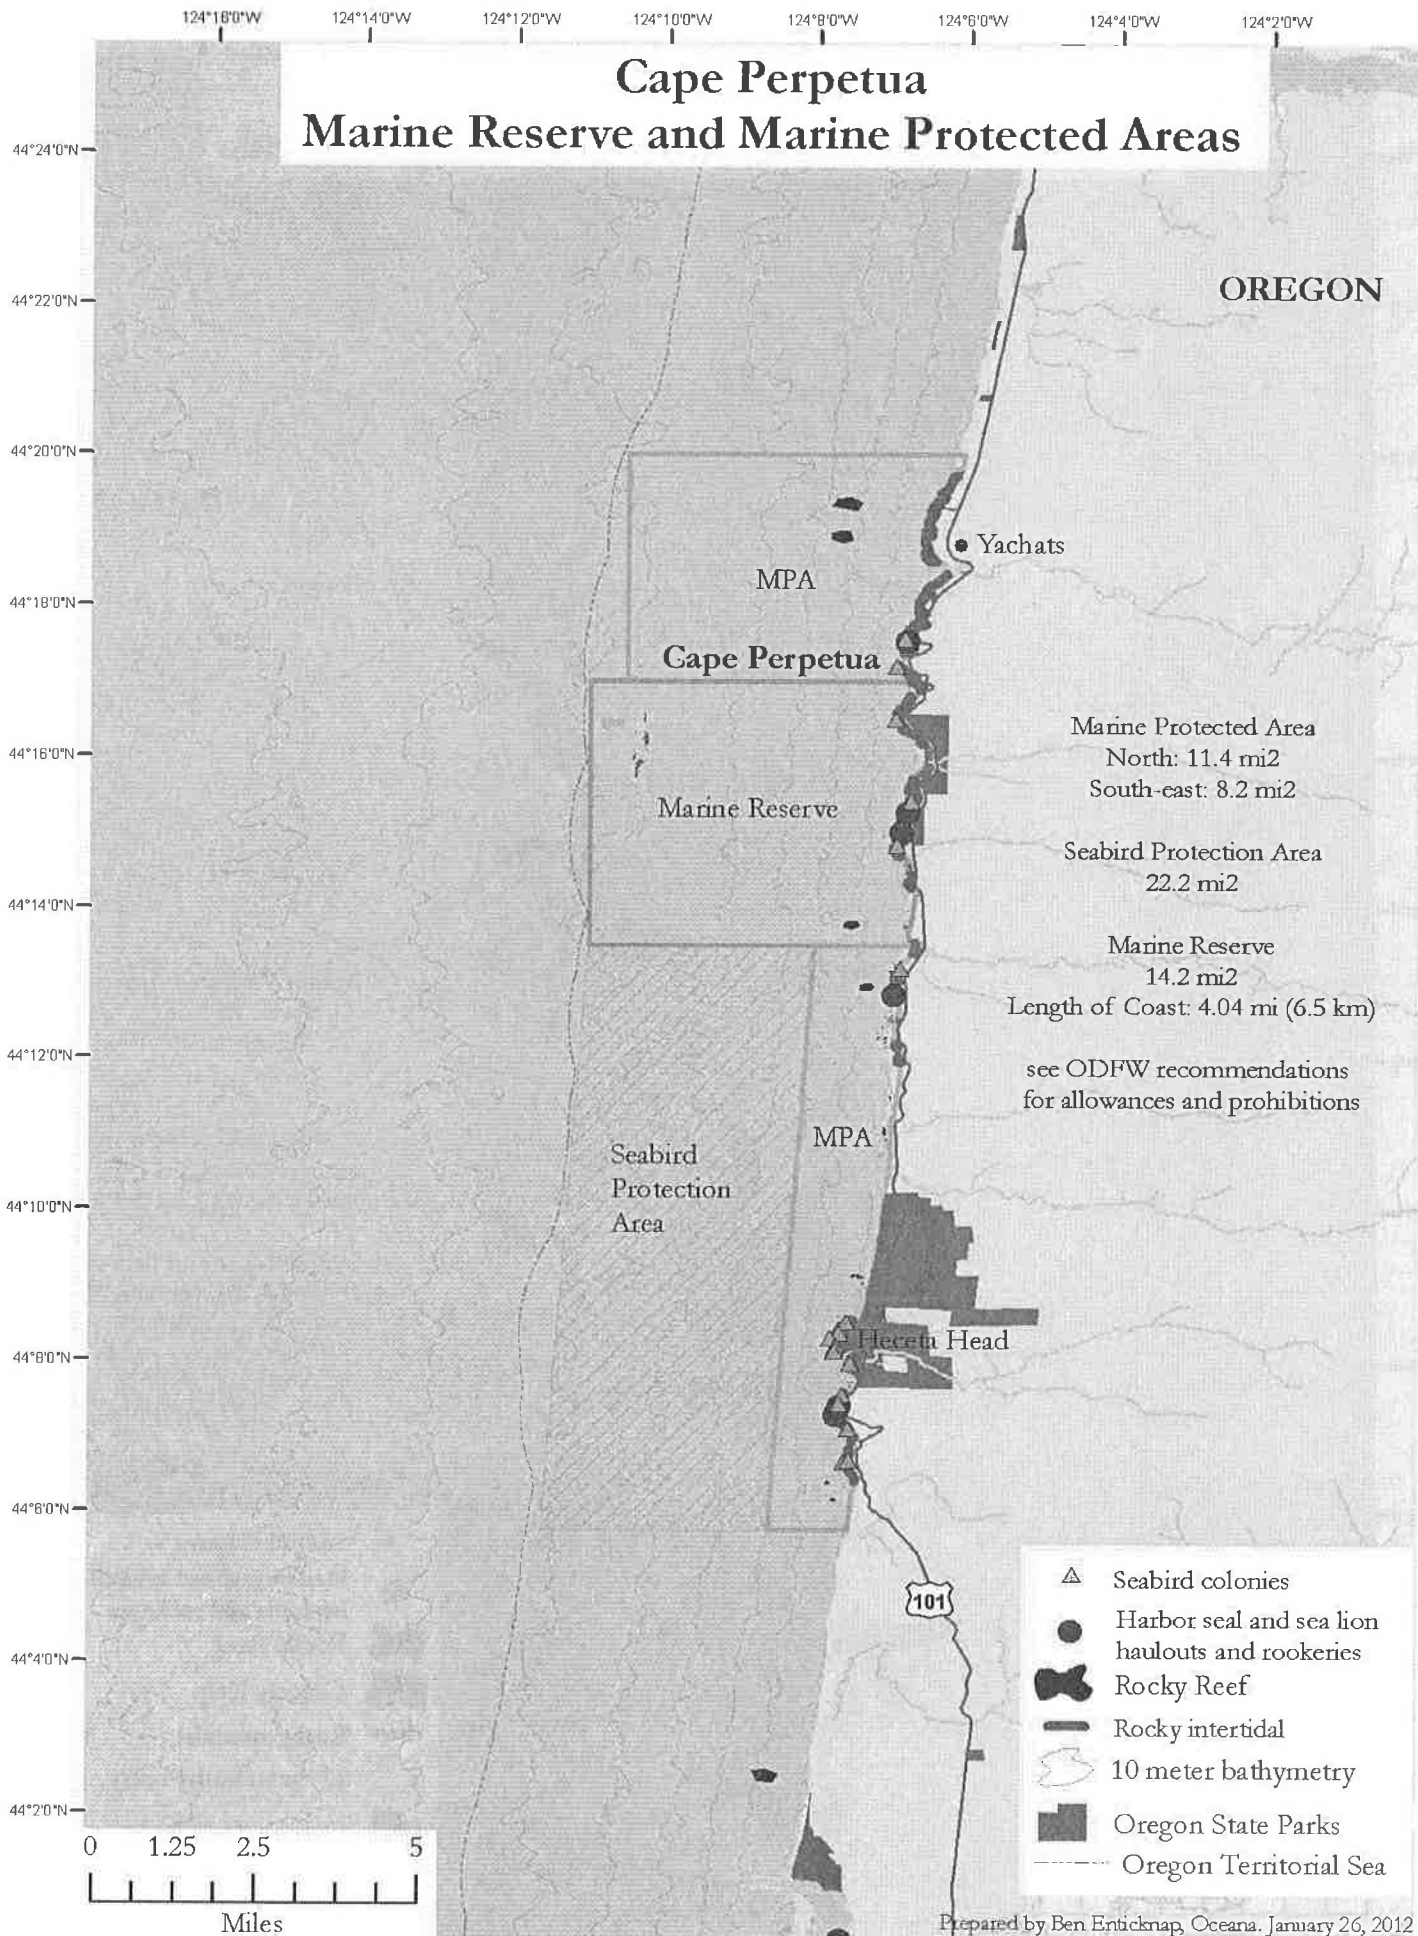 124°16'0"W 124°14'0"W 124°12'0"W 124°10'0"W 124°8'0"W 124°6'0"W 124°4'0"W 124°2'0"W
Cape Perpetua
Marine Reserve and Marine Protected Areas
44°24'0"N
OREGON
44°22'0"N
44°20'0"N
Yachats
MPA
44°18'0"N
Cape Perpetua
44°16'0"N
Marine Protected Area
North: 11.4 mi2
South-east: 8.2 mi2
Marine Reserve
Seabird Protection Area
22.2 mi2
44°14'0"N
Marine Reserve
14.2 mi2
Length of Coast: 4.04 mi (6.5 km)
44°12'0"N
see ODFW recommendations
for allowances and prohibitions
MPA
Seabird
Protection
Area
44°10'0"N
Heceta Head
44°8'0"N
44°6'0"N
101
44°4'0"N
44°2'0"N
Seabird colonies
Harbor seal and sea lion
haulouts and rookeries
Rocky Reef
Rocky intertidal
10 meter bathymetry
Oregon State Parks
Oregon Territorial Sea
0 1.25 2.5 5
Miles
Prepared by Ben Enticknap, Oceana. January 26, 2012